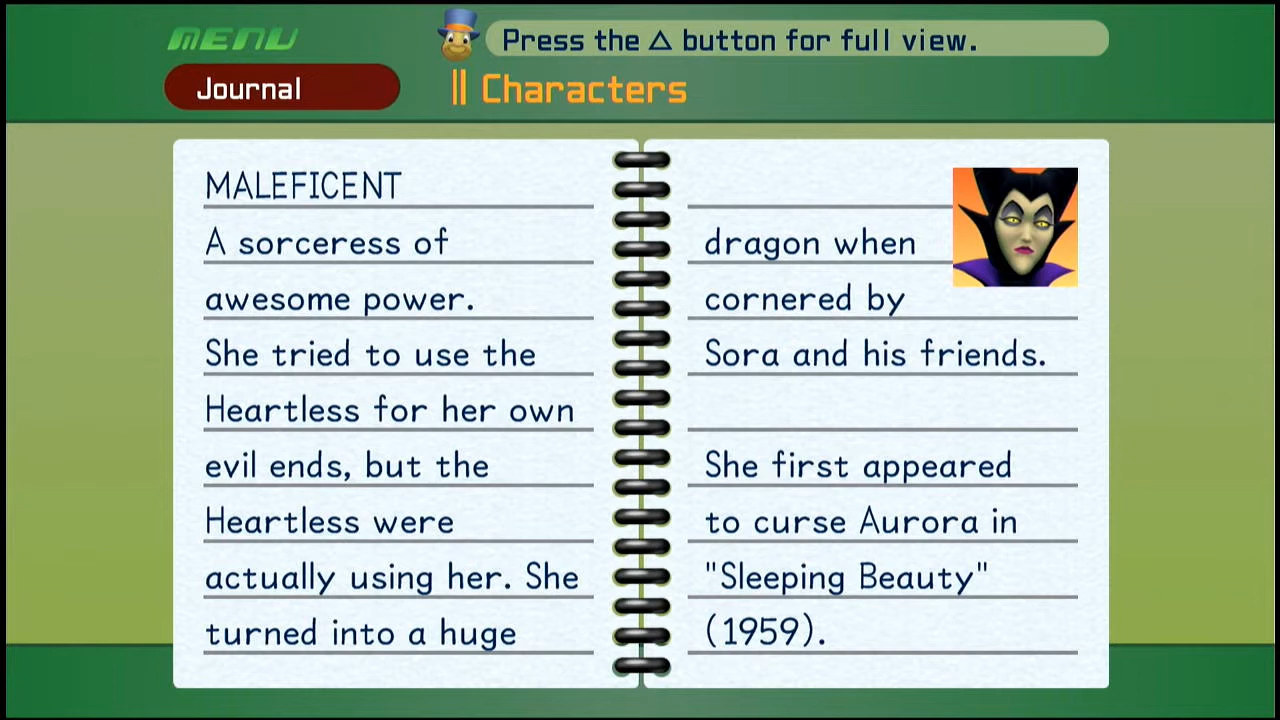 MENU
Press the △ button for full view.
Journal
Characters
MALEFICENT
A sorceress of
awesome power.
She tried to use the
Heartless for her own
evil ends, but the
Heartless were
actually using her. She
turned into a huge
dragon when
cornered by
Sora and his friends.
She first appeared
to curse Aurora in
"Sleeping Beauty"
(1959).